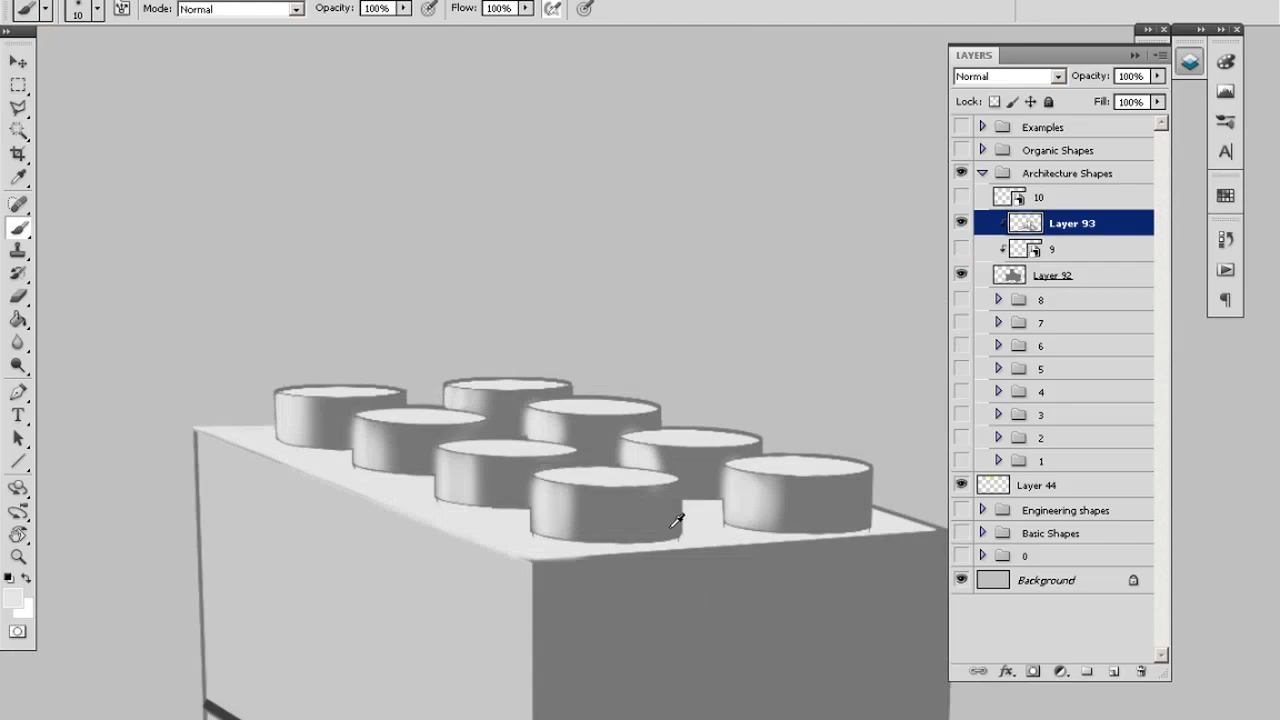 Mode: Normal Opacity: 100% Flow: 100%
10
LAYERS
Normal Opacity: 100%
Lock: Fill: 100%
Examples
Organic Shapes
Architecture Shapes
10
Layer 93
9
Layer 92
8
7
6
5
4
3
2
1
Layer 44
Engineering shapes
Basic Shapes
0
Background